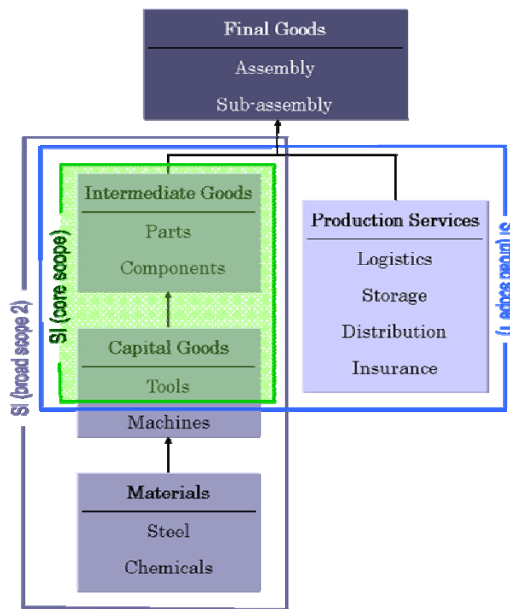 Final Goods
Assembly
Sub-assembly
Intermediate Goods
Parts
Components
Production Services
Logistics
Storage
Distribution
Insurance
Capital Goods
Tools
Machines
Materials
Steel
Chemicals
SI (core scope)
SI (broad scope 2)
SI (broad scope 1)